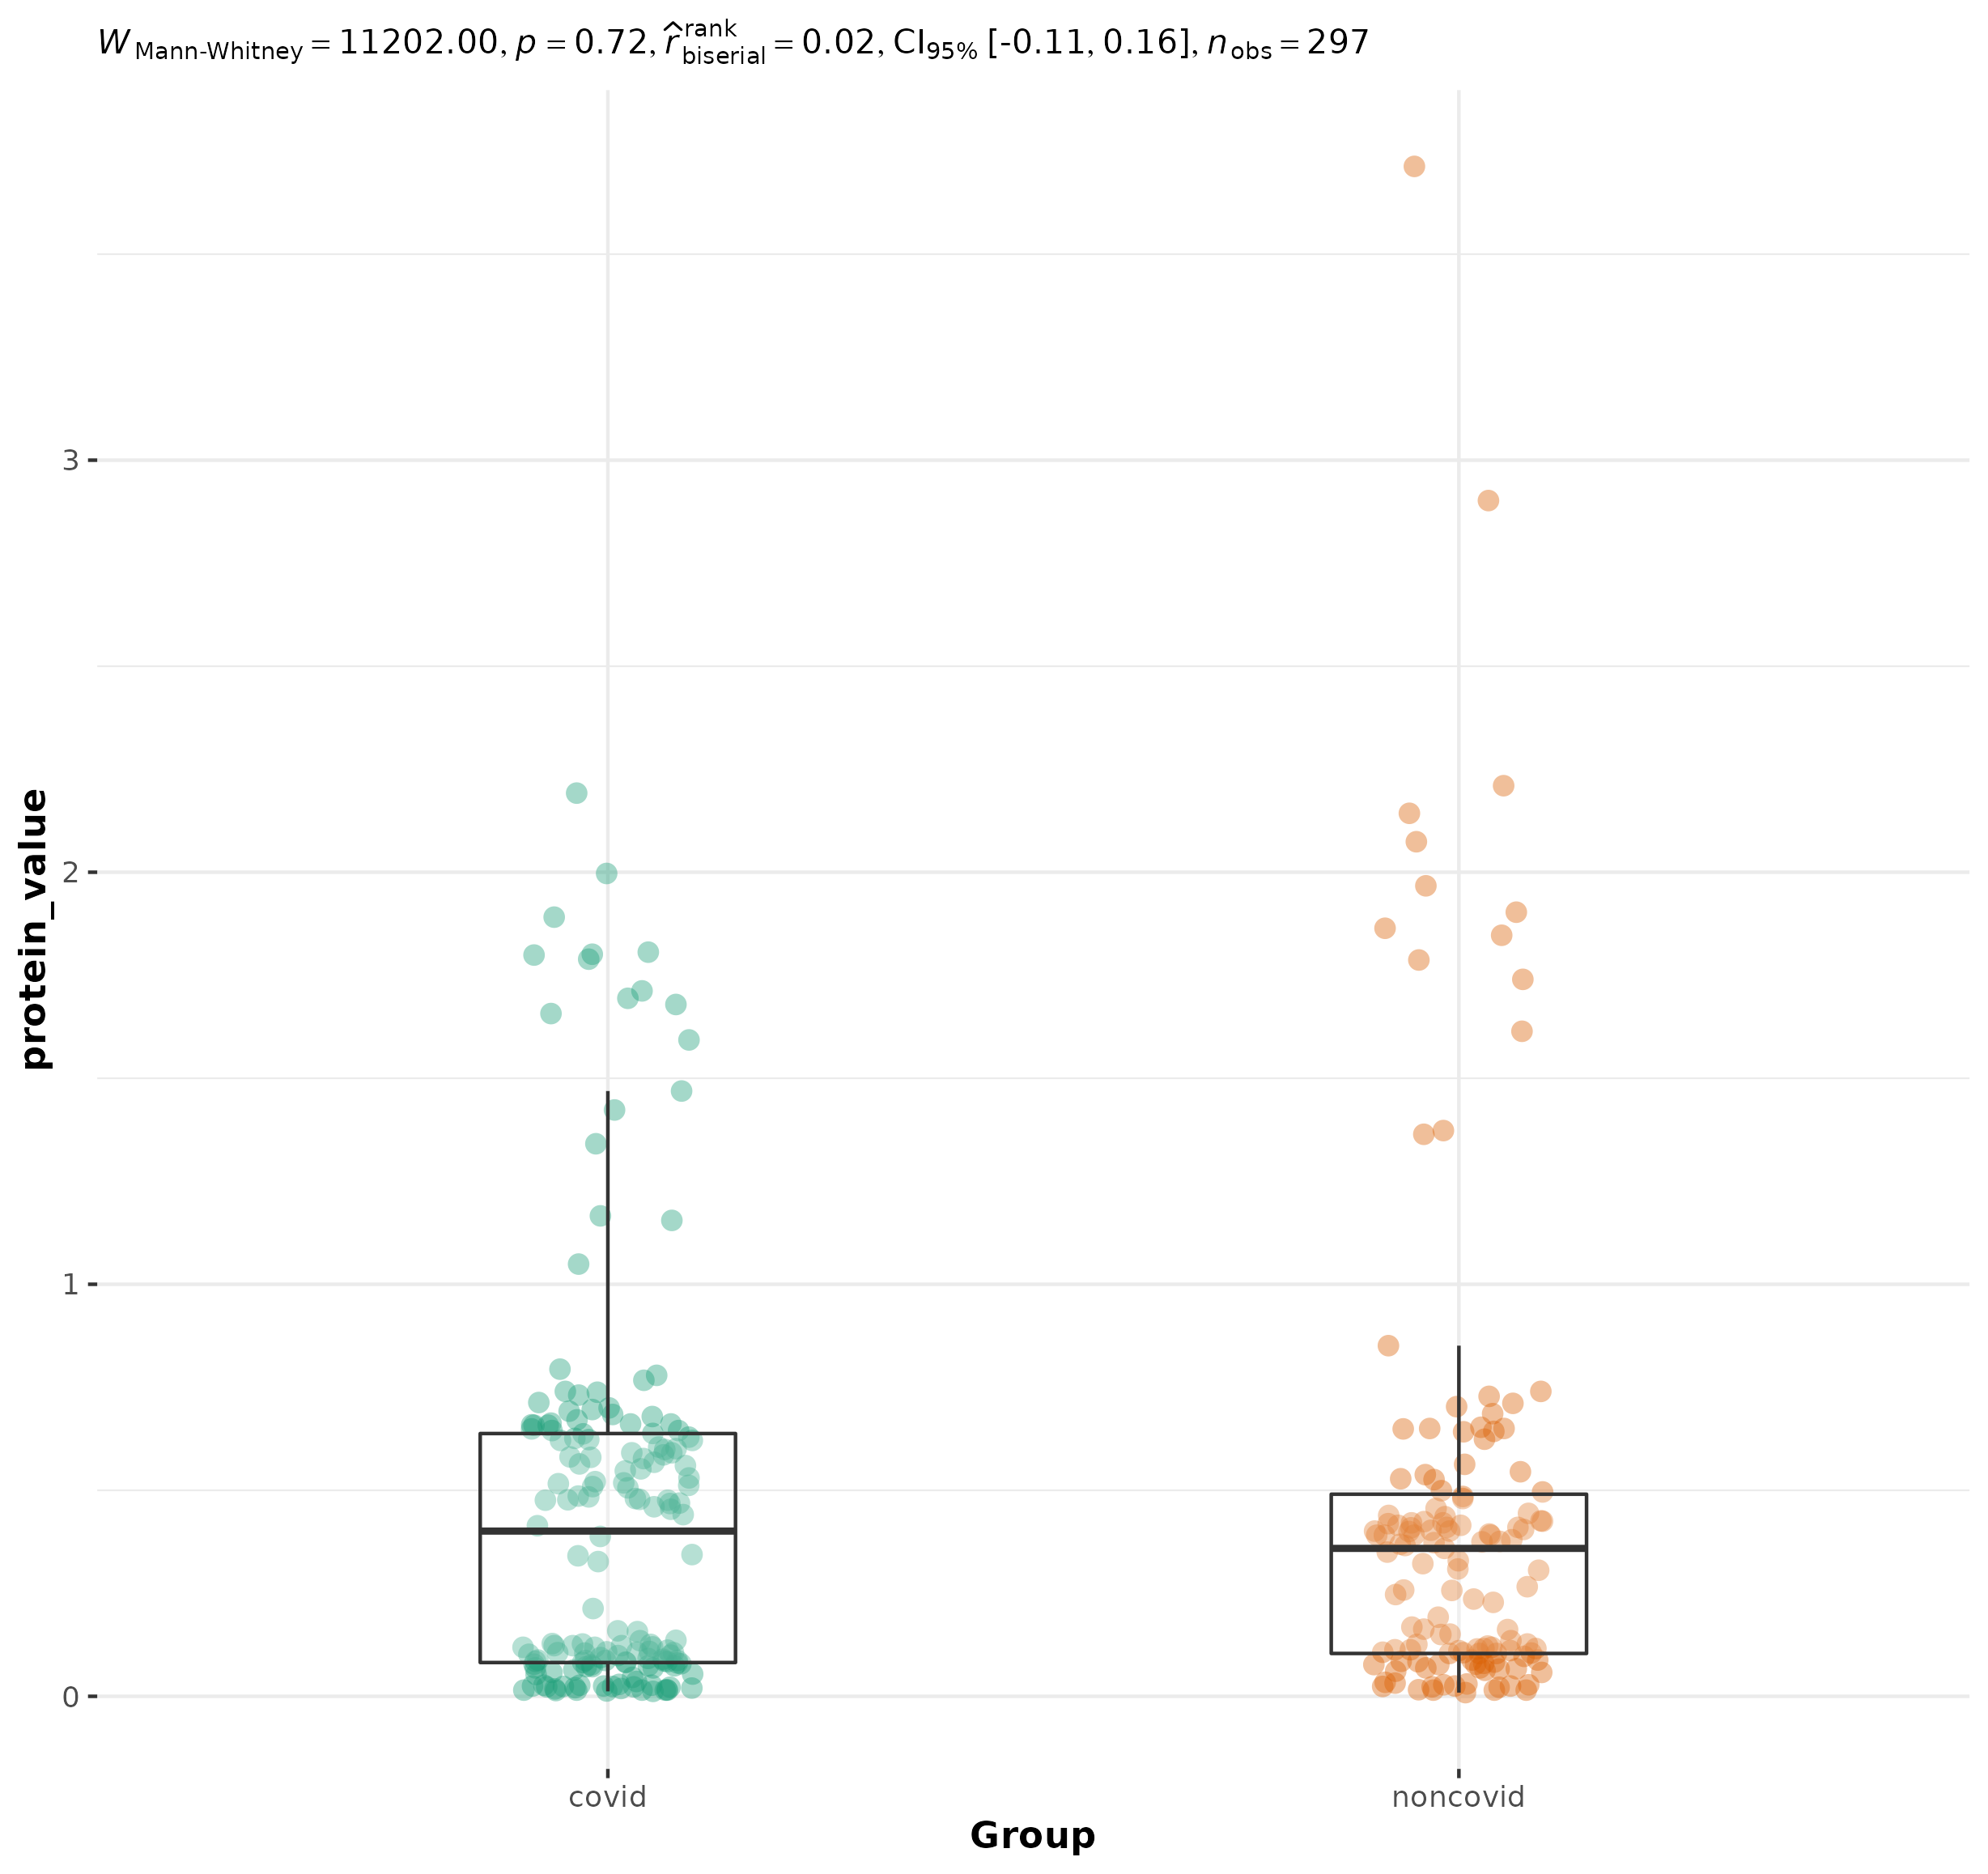 W Mann-Whitney = 11202.00, p = 0.72, r̂ rank biserial = 0.02, CI95% [-0.11, 0.16], n obs = 297
3
2
1
0
protein_value
covid noncovid
Group